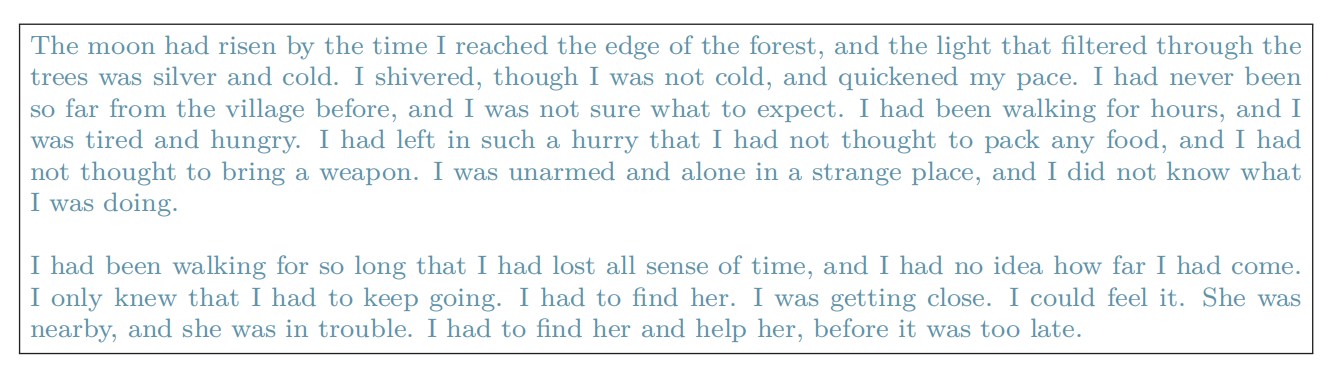 The moon had risen by the time I reached the edge of the forest, and the light that filtered through the
trees was silver and cold. I shivered, though I was not cold, and quickened my pace. I had never been
so far from the village before, and I was not sure what to expect. I had been walking for hours, and I
was tired and hungry. I had left in such a hurry that I had not thought to pack any food, and I had
not thought to bring a weapon. I was unarmed and alone in a strange place, and I did not know what
I was doing.

I had been walking for so long that I had lost all sense of time, and I had no idea how far I had come.
I only knew that I had to keep going. I had to find her. I was getting close. I could feel it. She was
nearby, and she was in trouble. I had to find her and help her, before it was too late.